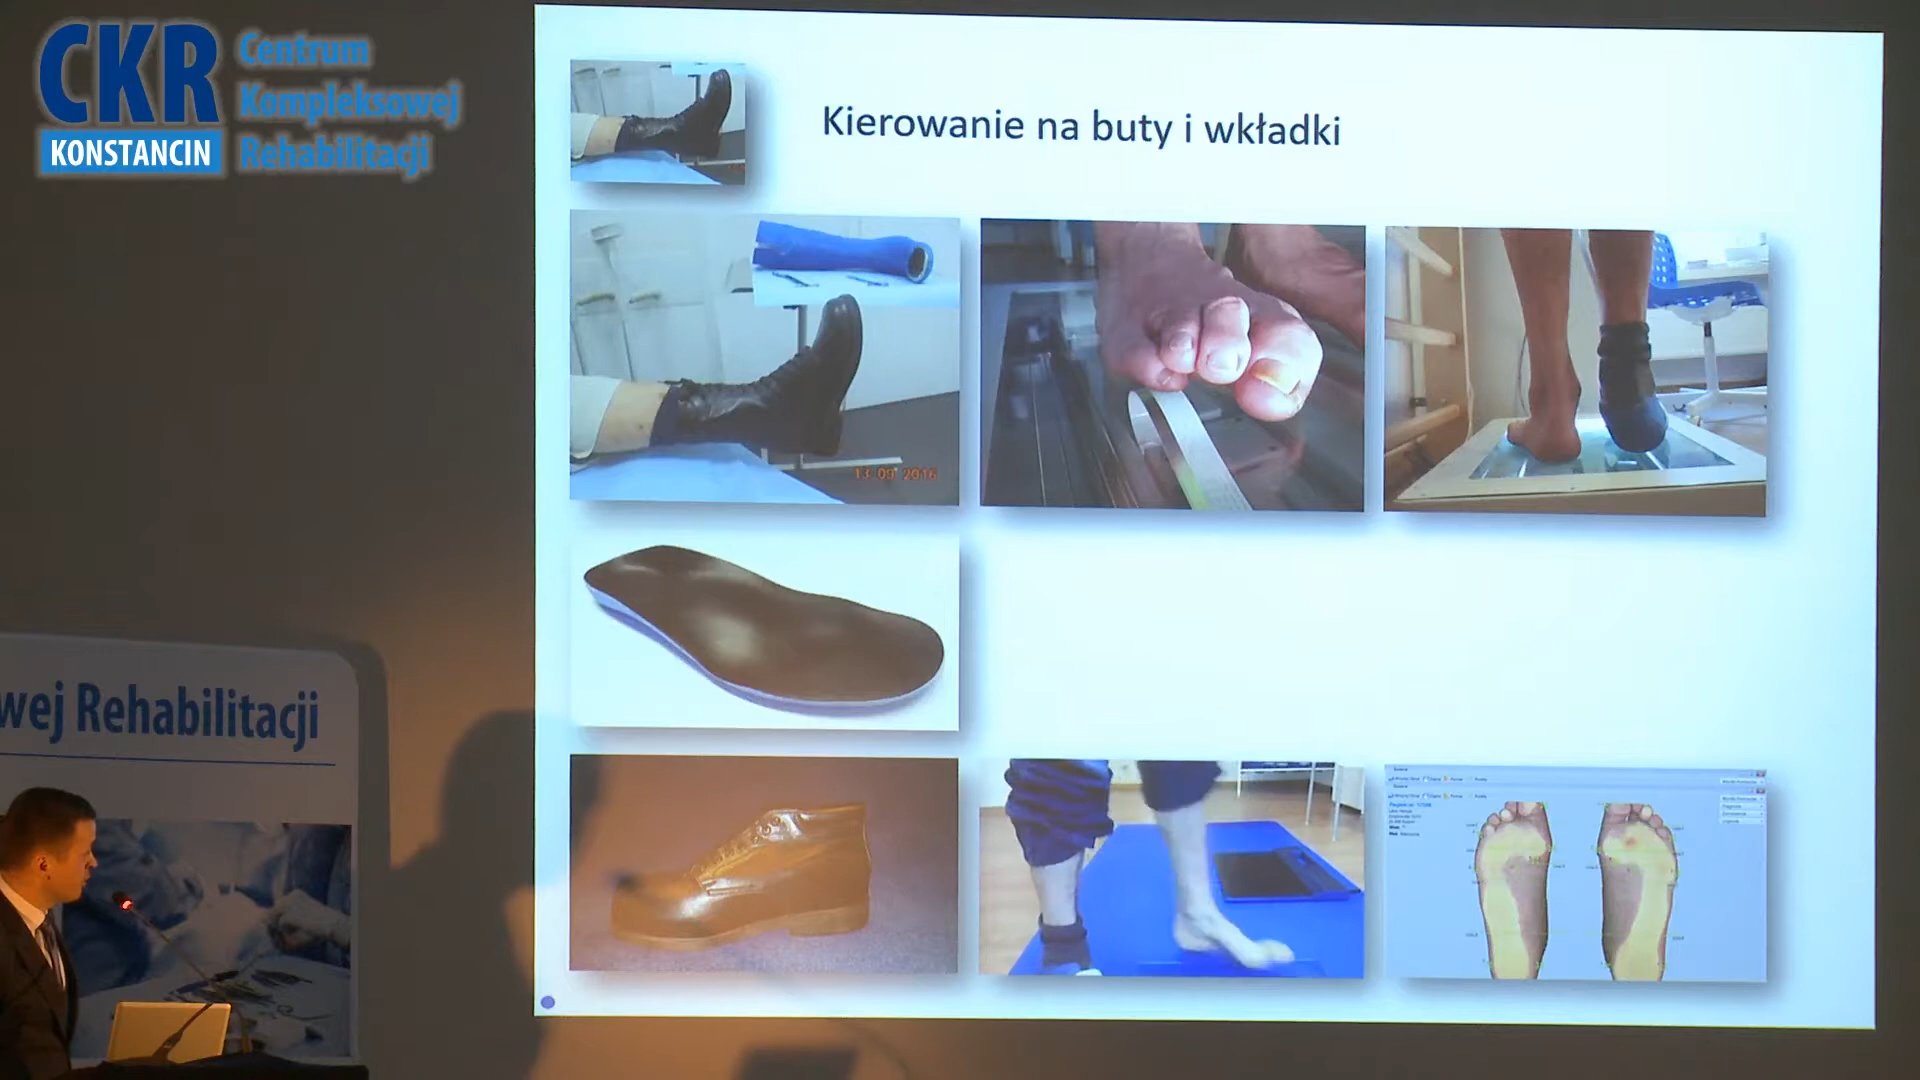 CKR
KONSTANCIN
Centrum
Kompleksowej
Rehabilitacji
Kierowanie na buty i wkładki
13 09 2016
wej Rehabilitacji